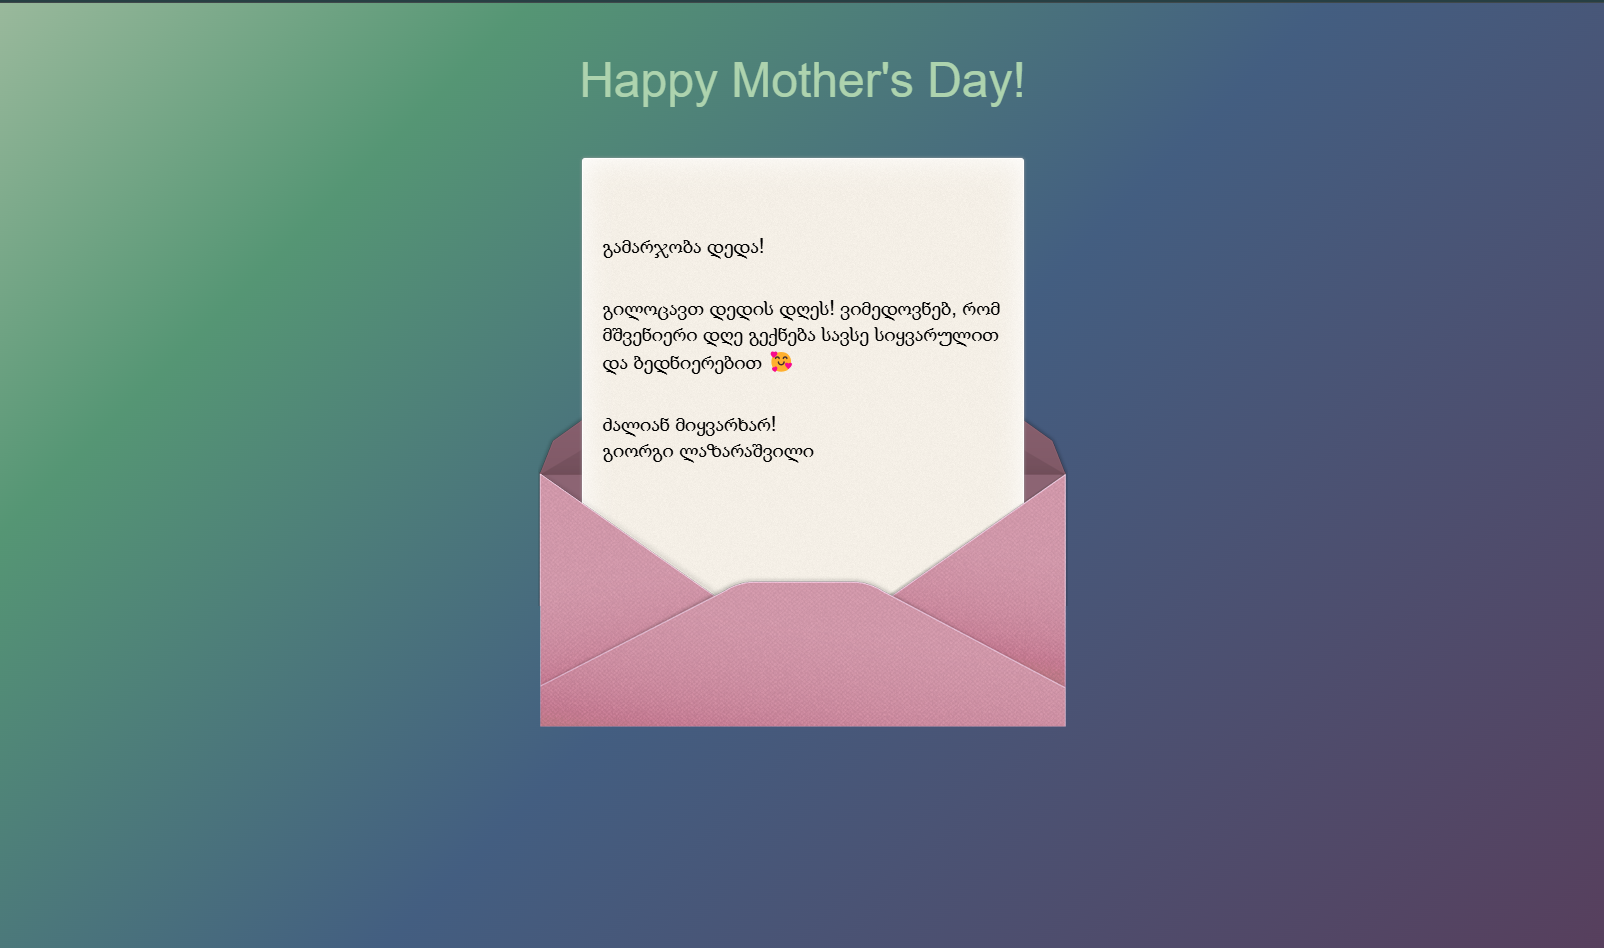 Happy Mother's Day!
გამარჯობა დედა!
გილოცავთ დედის დღეს! ვიმედოვნებ, რომ
მშვენიერი დღე გექნება სავსე სიყვარულით
და ბედნიერებით 🥰
ძალიან მიყვარხარ!
გიორგი ლაზარაშვილი